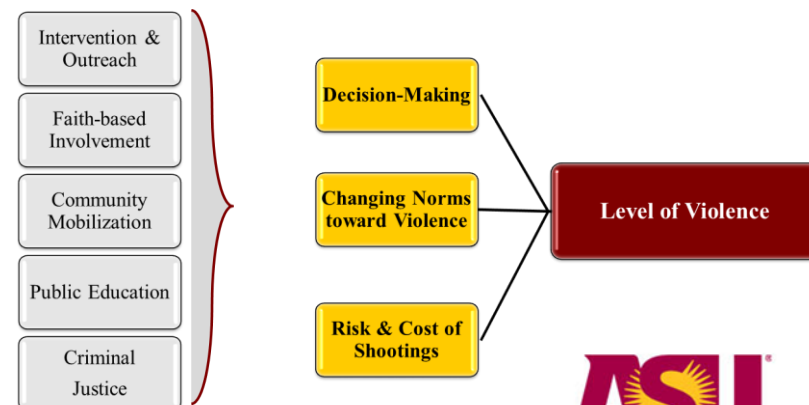 Intervention &
Outreach
Faith-based
Involvement
Community
Mobilization
Public Education
Criminal
Justice
Decision-Making
Changing Norms
toward Violence
Risk & Cost of
Shootings
Level of Violence
ASU
®